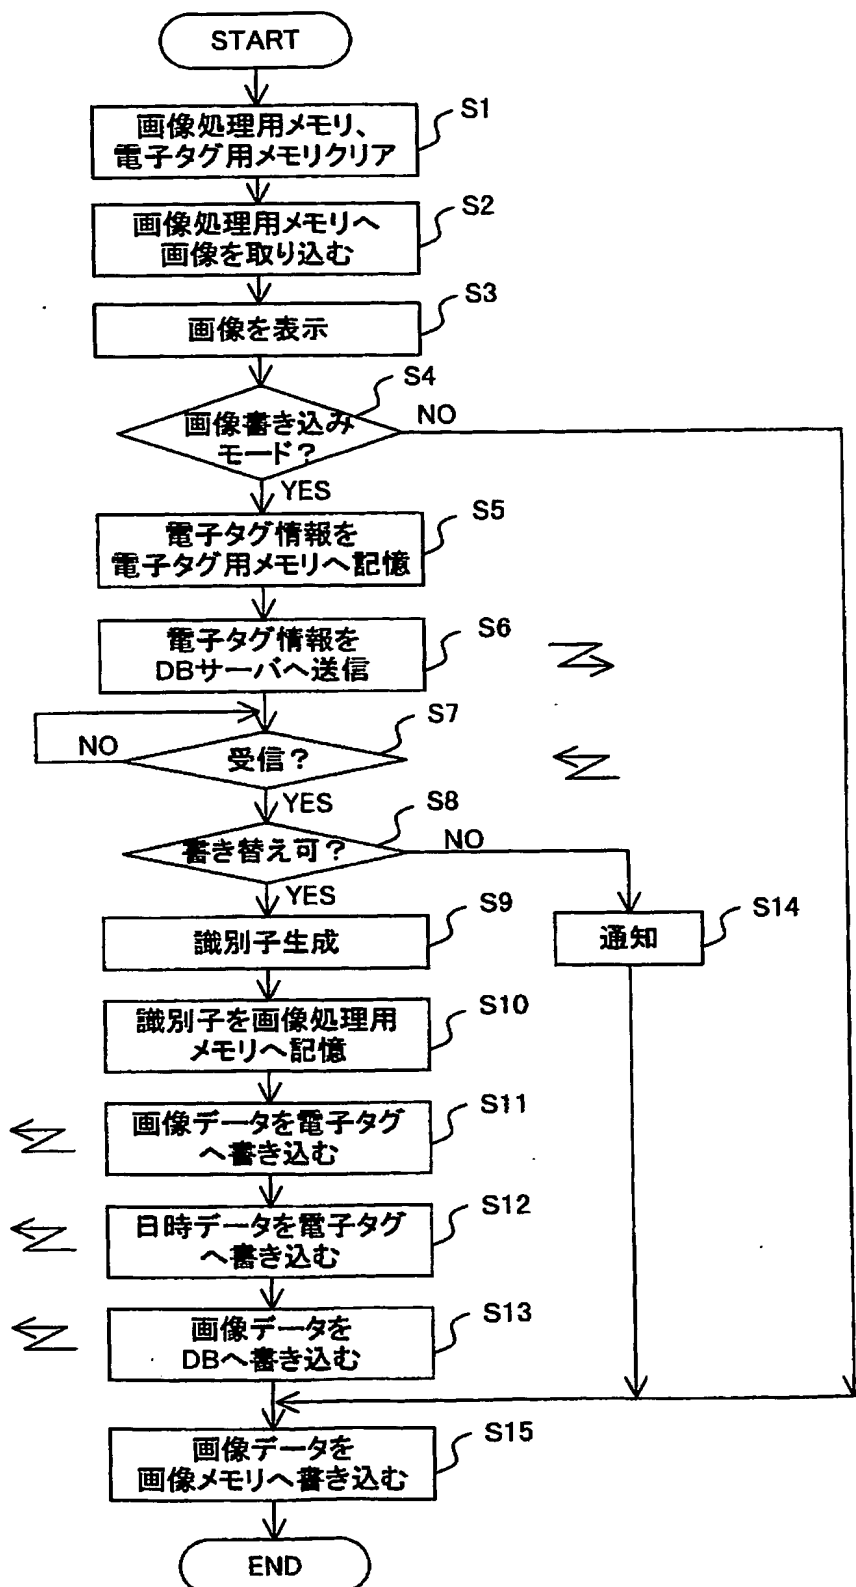 START
S1
画像処理用メモリ、
電子タグ用メモリクリア
S2
画像処理用メモリへ
画像を取り込む
S3
画像を表示
S4
画像書き込み
モード?
NO
YES
S5
電子タグ情報を
電子タグ用メモリへ記憶
S6
電子タグ情報を
DBサーバへ送信
S7
受信?
NO
YES
S8
書き替え可?
NO
YES
S9
識別子生成
S14
通知
S10
識別子を画像処理用
メモリへ記憶
S11
画像データを電子タグ
へ書き込む
S12
日時データを電子タグ
へ書き込む
S13
画像データを
DBへ書き込む
S15
画像データを
画像メモリへ書き込む
END